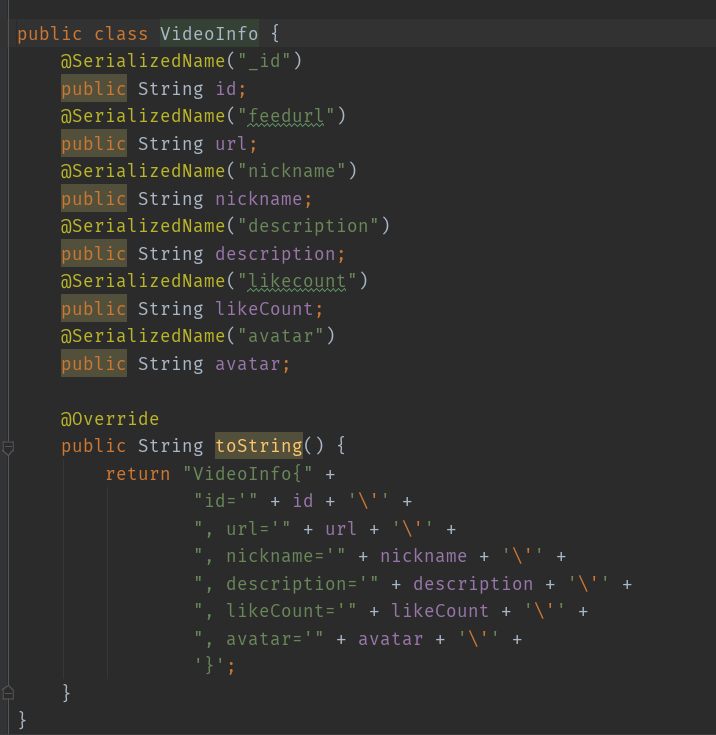 public class VideoInfo {
    @SerializedName("_id")
    public String id;
    @SerializedName("feedurl")
    public String url;
    @SerializedName("nickname")
    public String nickname;
    @SerializedName("description")
    public String description;
    @SerializedName("likecount")
    public String likeCount;
    @SerializedName("avatar")
    public String avatar;

    @Override
    public String toString() {
        return "VideoInfo{" +
                "id='" + id + '\'' +
                ", url='" + url + '\'' +
                ", nickname='" + nickname + '\'' +
                ", description='" + description + '\'' +
                ", likeCount='" + likeCount + '\'' +
                ", avatar='" + avatar + '\'' +
                '}';
    }
}